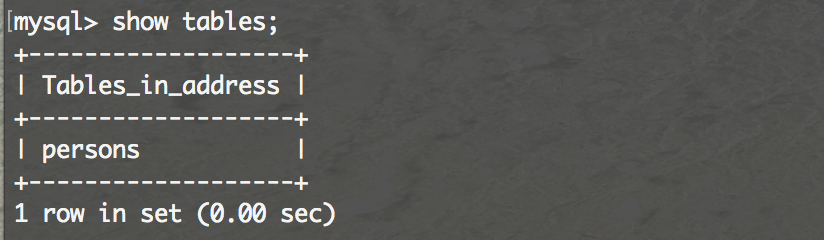 [mysql> show tables;
+-------------------+
| Tables_in_address |
+-------------------+
| persons           |
+-------------------+
1 row in set (0.00 sec)